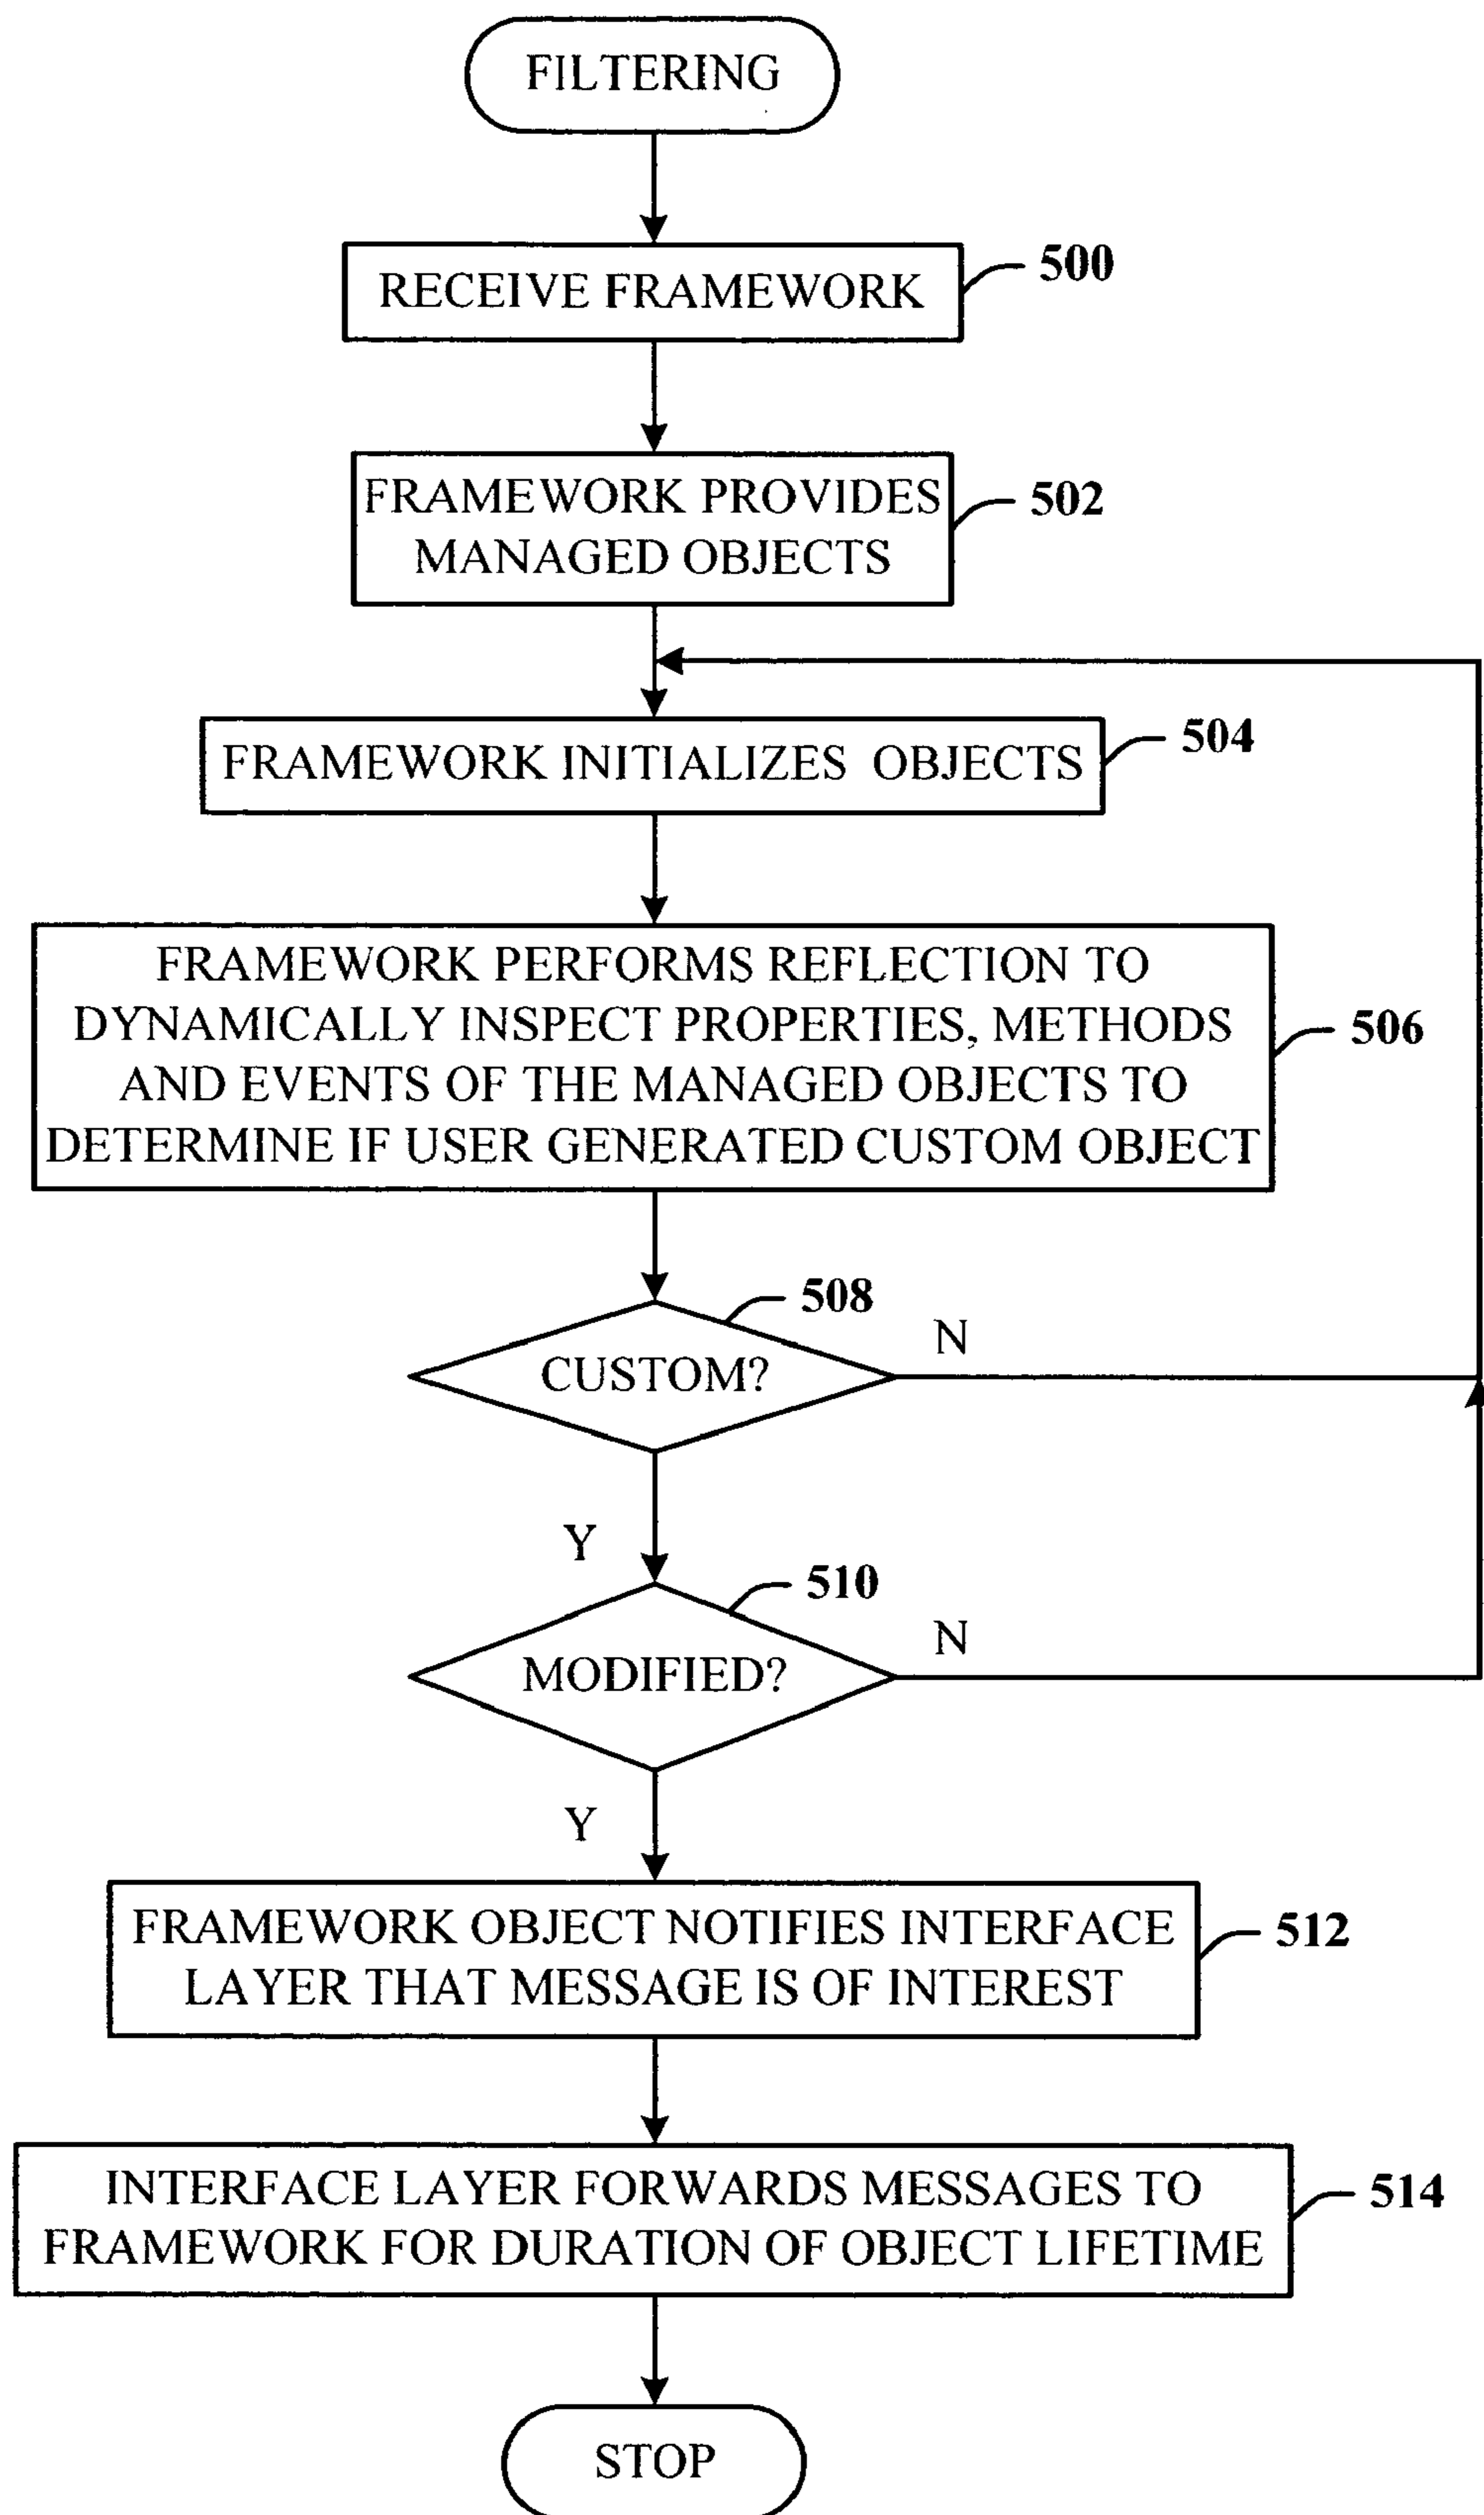 FILTERING
RECEIVE FRAMEWORK
500
FRAMEWORK PROVIDES
MANAGED OBJECTS
502
FRAMEWORK INITIALIZES OBJECTS
504
FRAMEWORK PERFORMS REFLECTION TO
DYNAMICALLY INSPECT PROPERTIES, METHODS
AND EVENTS OF THE MANAGED OBJECTS TO
DETERMINE IF USER GENERATED CUSTOM OBJECT
506
508
CUSTOM?
N
Y
510
MODIFIED?
N
Y
FRAMEWORK OBJECT NOTIFIES INTERFACE
LAYER THAT MESSAGE IS OF INTEREST
512
INTERFACE LAYER FORWARDS MESSAGES TO
FRAMEWORK FOR DURATION OF OBJECT LIFETIME
514
STOP